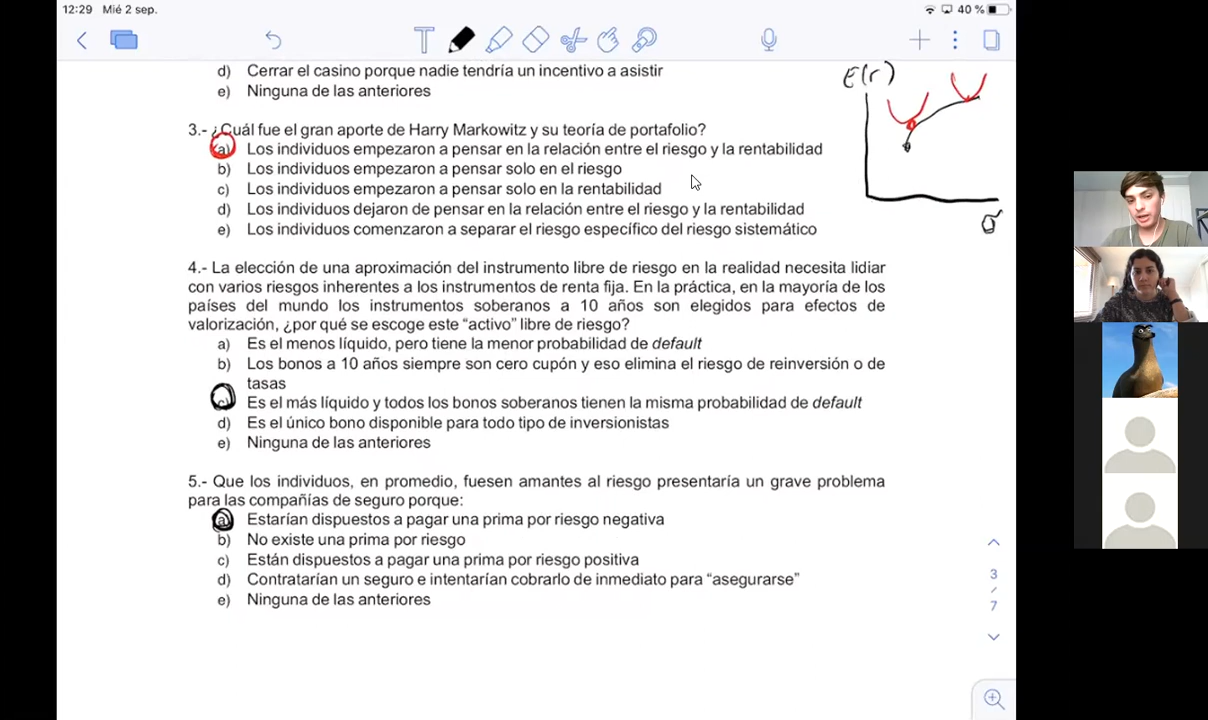 12:29 Mié 2 sep.
40 %
d) Cerrar el casino porque nadie tendría un incentivo a asistir
e) Ninguna de las anteriores
E(r)
3.- ¿Cuál fue el gran aporte de Harry Markowitz y su teoría de portafolio?
a) Los individuos empezaron a pensar en la relación entre el riesgo y la rentabilidad
b) Los individuos empezaron a pensar solo en el riesgo
c) Los individuos empezaron a pensar solo en la rentabilidad
d) Los individuos dejaron de pensar en la relación entre el riesgo y la rentabilidad
e) Los individuos comenzaron a separar el riesgo específico del riesgo sistemático
σ
4.- La elección de una aproximación del instrumento libre de riesgo en la realidad necesita lidiar
con varios riesgos inherentes a los instrumentos de renta fija. En la práctica, en la mayoría de los
países del mundo los instrumentos soberanos a 10 años son elegidos para efectos de
valorización, ¿por qué se escoge este “activo” libre de riesgo?
a) Es el menos líquido, pero tiene la menor probabilidad de default
b) Los bonos a 10 años siempre son cero cupón y eso elimina el riesgo de reinversión o de
tasas
c) Es el más líquido y todos los bonos soberanos tienen la misma probabilidad de default
d) Es el único bono disponible para todo tipo de inversionistas
e) Ninguna de las anteriores
5.- Que los individuos, en promedio, fuesen amantes al riesgo presentaría un grave problema
para las compañías de seguro porque:
a) Estarían dispuestos a pagar una prima por riesgo negativa
b) No existe una prima por riesgo
c) Están dispuestos a pagar una prima por riesgo positiva
d) Contratarían un seguro e intentarían cobrarlo de inmediato para “asegurarse”
e) Ninguna de las anteriores
3
/
7